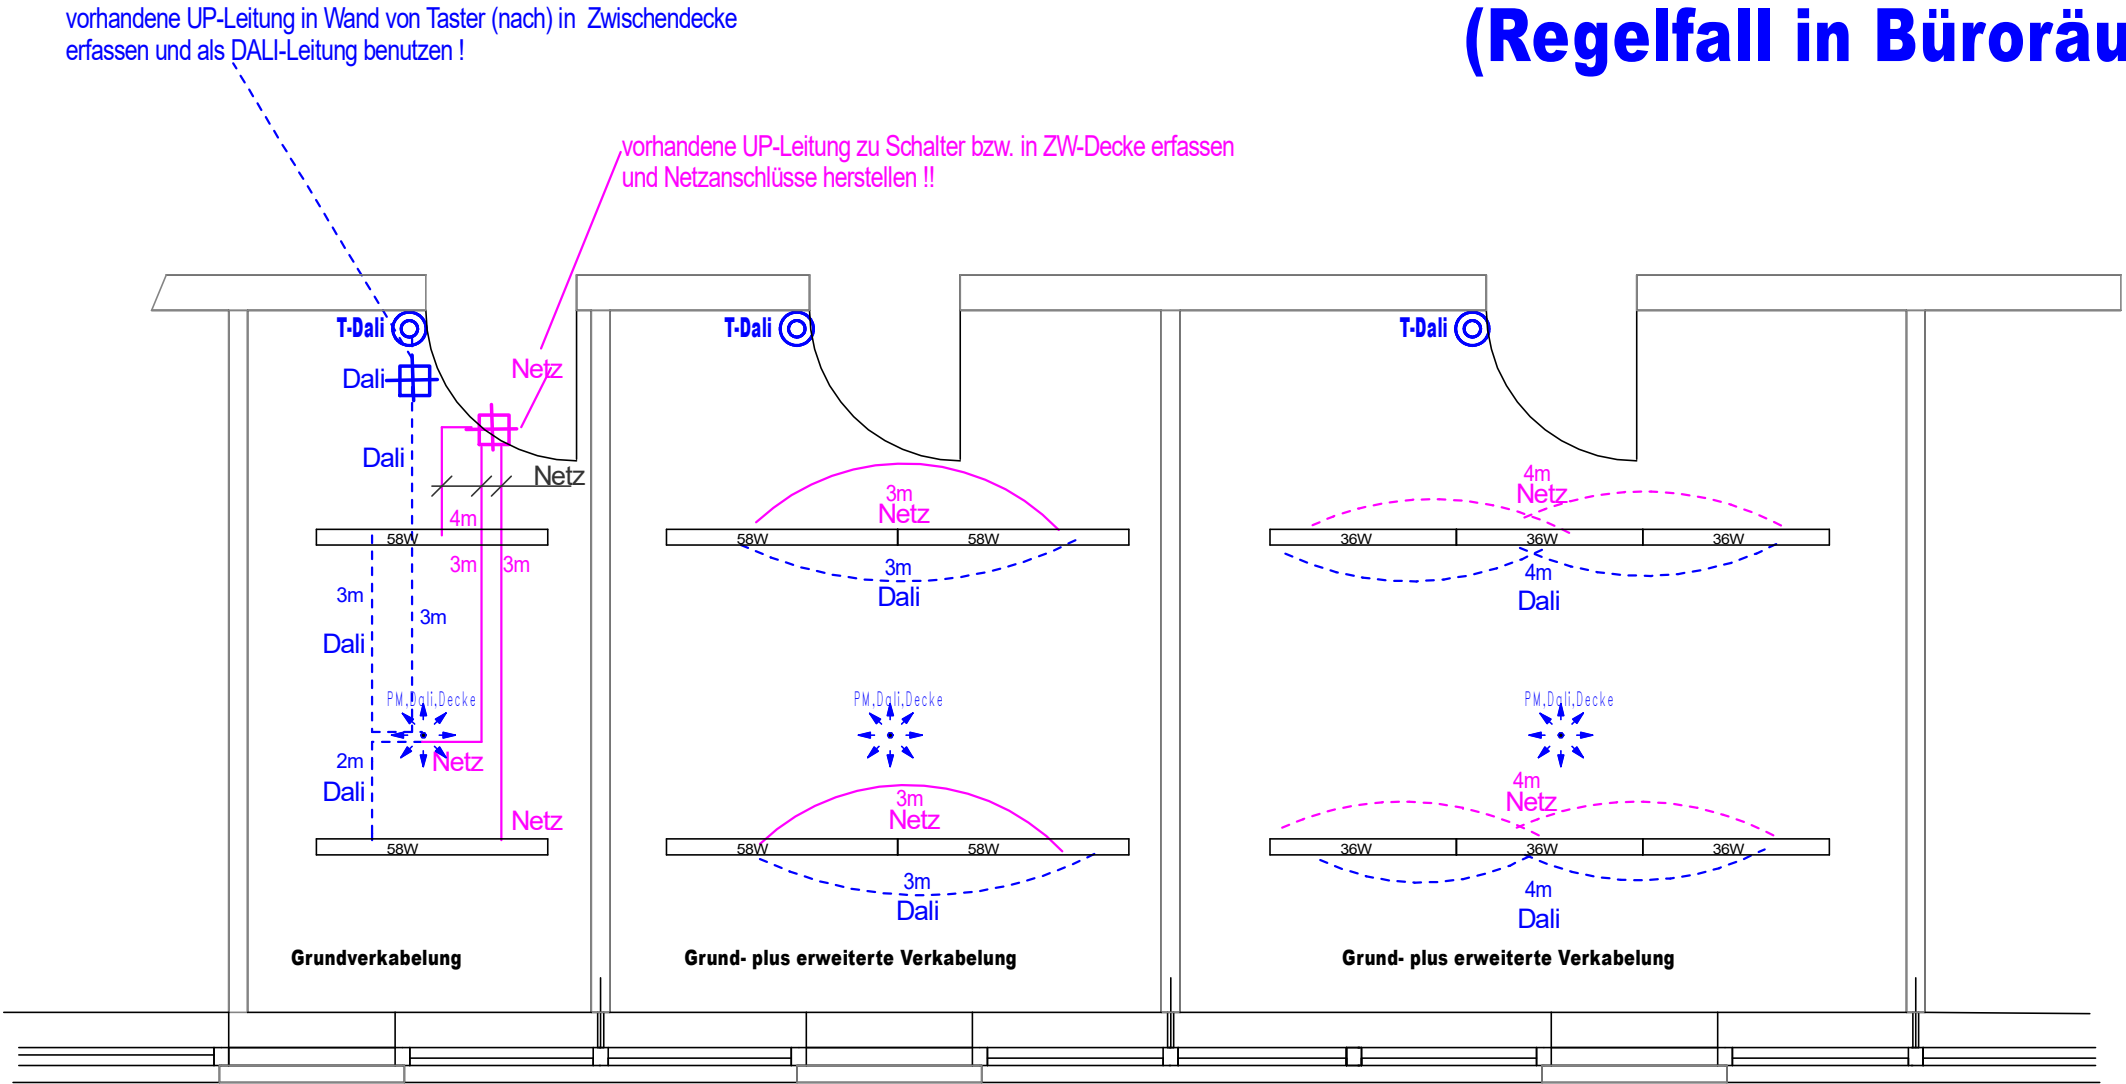 vorhandene UP-Leitung in Wand von Taster (nach) in Zwischendecke
erfassen und als DALI-Leitung benutzen !
(Regelfall in Büroräu
vorhandene UP-Leitung zu Schalter bzw. in ZW-Decke erfassen
und Netzanschlüsse herstellen !!
T-Dali
T-Dali
T-Dali
Dali
Netz
Dali
Netz
4m
58W
3m
3m
3m
3m
Dali
PM,Dali,Decke
2m
Netz
Dali
Netz
58W
Grundverkabelung
3m
Netz
58W
58W
3m
Dali
PM,Dali,Decke
3m
Netz
58W
58W
3m
Dali
Grund- plus erweiterte Verkabelung
4m
Netz
36W
36W
36W
4m
Dali
PM,Dali,Decke
4m
Netz
36W
36W
36W
4m
Dali
Grund- plus erweiterte Verkabelung